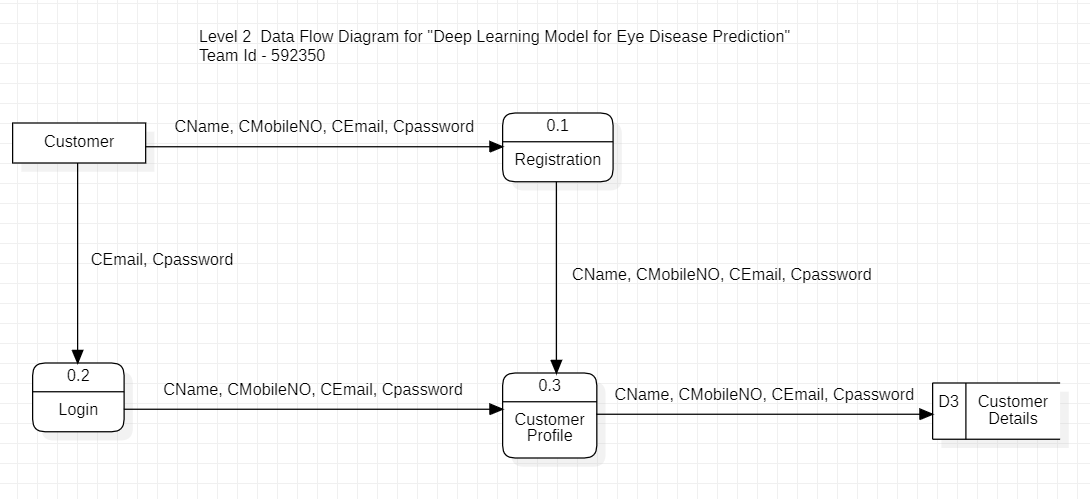 Level 2  Data Flow Diagram for "Deep Learning Model for Eye Disease Prediction"
Team Id - 592350
Customer
CName, CMobileNO, CEmail, Cpassword
0.1
Registration
CEmail, Cpassword
CName, CMobileNO, CEmail, Cpassword
0.2
Login
CName, CMobileNO, CEmail, Cpassword
0.3
Customer
Profile
CName, CMobileNO, CEmail, Cpassword
D3
Customer
Details